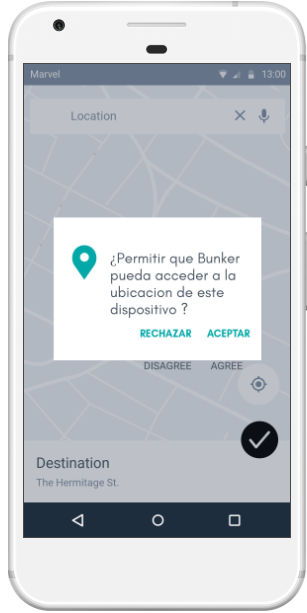 Marvel
13:00
Location
¿Permitir que Bunker
pueda acceder a la
ubicacion de este
dispositivo ?
RECHAZAR ACEPTAR
DISAGREE AGREE
Destination
The Hermitage St.